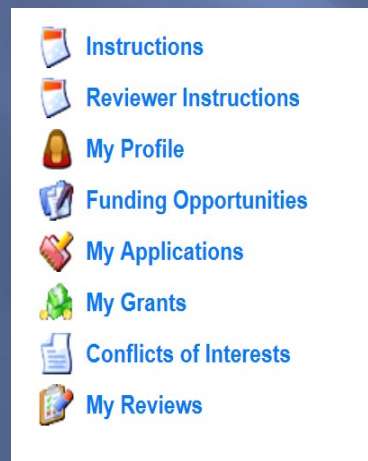 Instructions
Reviewer Instructions
My Profile
Funding Opportunities
My Applications
My Grants
Conflicts of Interests
My Reviews